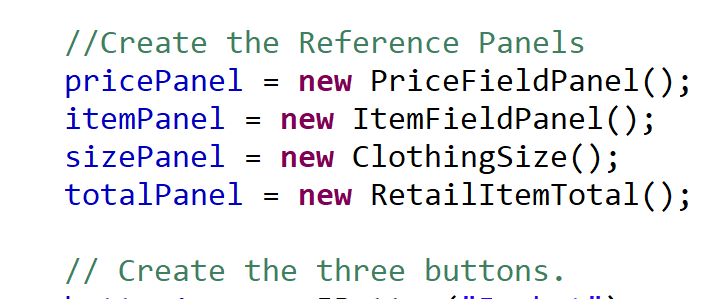 //Create the Reference Panels
pricePanel = new PriceFieldPanel();
itemPanel = new ItemFieldPanel();
sizePanel = new ClothingSize();
totalPanel = new RetailItemTotal();
// Create the three buttons.